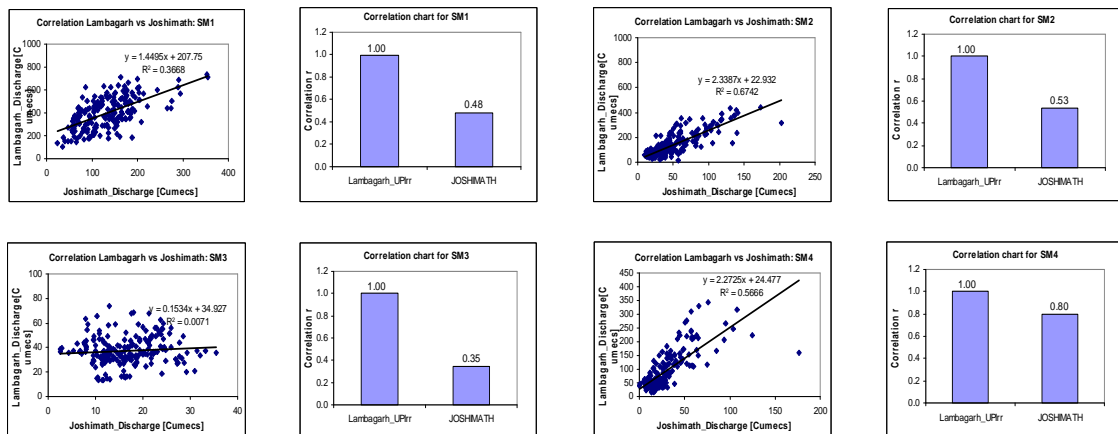 Correlation Lambagarh vs Joshimath: SM1
Lambagarh_Discharge[C
umecs]
1000
800
600
400
200
0
y = 1.4495x + 207.75
R² = 0.3668
0
100
200
300
400
Joshimath_Discharge [Cumecs]
Correlation chart for SM1
Correlation r
1.2
1.0
0.8
0.6
0.4
0.2
0.0
1.00
0.48
Lambagarh_UPIrr
JOSHIMATH
Correlation Lambagarh vs Joshimath: SM2
Lambagarh_Discharge[C
umecs]
1000
800
600
400
200
0
y = 2.3387x + 22.932
R² = 0.6742
0
50
100
150
200
250
Joshimath_Discharge [Cumecs]
Correlation chart for SM2
Correlation r
1.2
1.0
0.8
0.6
0.4
0.2
0.0
1.00
0.53
Lambagarh_UPIrr
JOSHIMATH
Correlation Lambagarh vs Joshimath: SM3
Lambagarh_Discharge[C
umecs]
100
80
60
40
20
0
y = 0.1534x + 34.927
R² = 0.0071
0
10
20
30
40
Joshimath_Discharge [Cumecs]
Correlation chart for SM3
Correlation r
1.2
1.0
0.8
0.6
0.4
0.2
0.0
1.00
0.35
Lambagarh_UPIrr
JOSHIMATH
Correlation Lambagarh vs Joshimath: SM4
Lambagarh_Discharge[C
umecs]
450
400
350
300
250
200
150
100
50
0
y = 2.2725x + 24.477
R² = 0.5666
0
50
100
150
200
Joshimath_Discharge [Cumecs]
Correlation chart for SM4
Correlation r
1.2
1.0
0.8
0.6
0.4
0.2
0.0
1.00
0.80
Lambagarh_UPIrr
JOSHIMATH